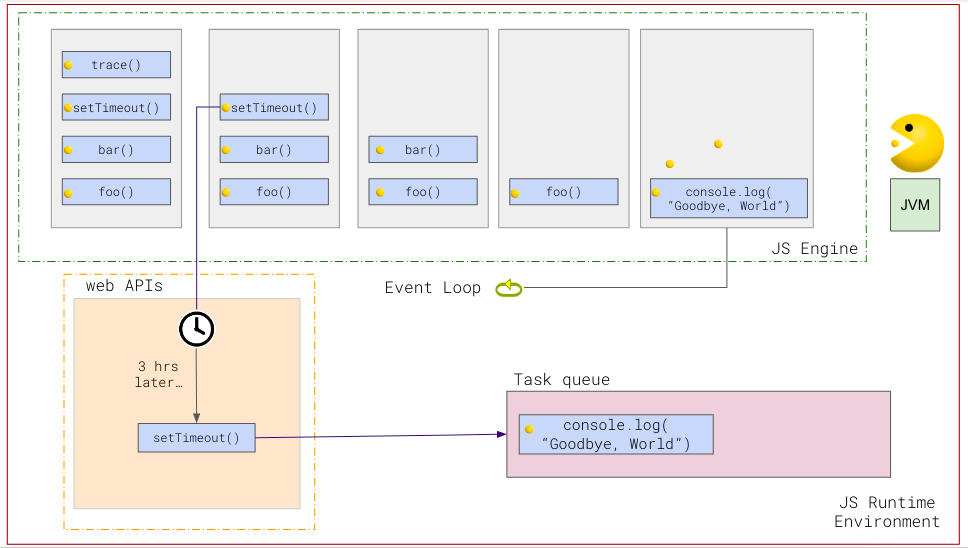 trace()
setTimeout()
bar()
foo()
setTimeout()
bar()
foo()
bar()
foo()
foo()
console.log(
“Goodbye, World”)
JS Engine
JVM
web APIs
3 hrs
later…
setTimeout()
Event Loop
Task queue
console.log(
“Goodbye, World”)
JS Runtime
Environment